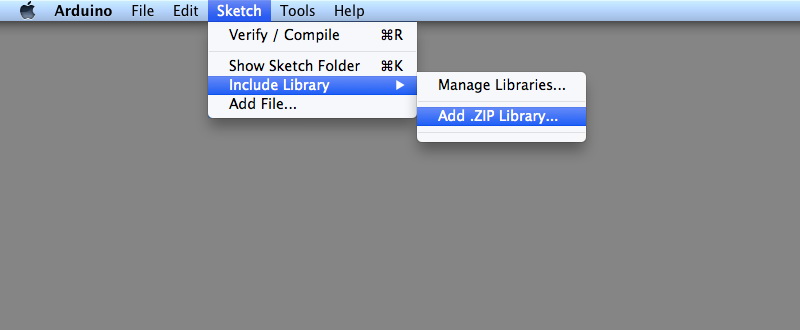 Arduino File Edit Sketch Tools Help
Verify / Compile ⌘R
Show Sketch Folder ⌘K
Include Library ▶
Add File...
Manage Libraries...
Add .ZIP Library...